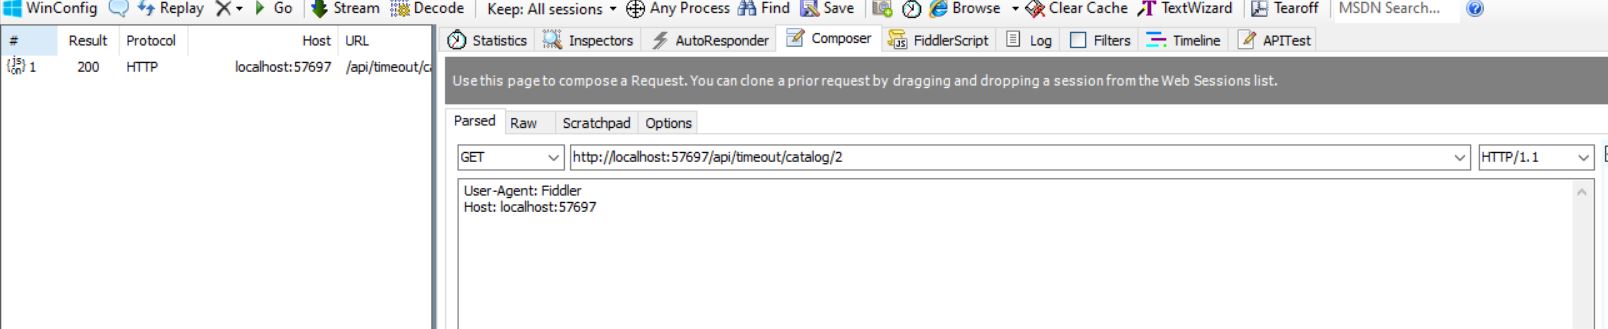 WinConfig Replay X Go Stream Decode Keep: All sessions Any Process Find Save Browse Clear Cache TextWizard Tearoff MSDN Search...
# Result Protocol Host URL
Statistics Inspectors AutoResponder Composer FiddlerScript Log Filters Timeline APITest
1 200 HTTP localhost:57697 /api/timeout/ca
Use this page to compose a Request. You can clone a prior request by dragging and dropping a session from the Web Sessions list.
Parsed Raw Scratchpad Options
GET http://localhost:57697/api/timeout/catalog/2 HTTP/1.1
User-Agent: Fiddler
Host: localhost:57697